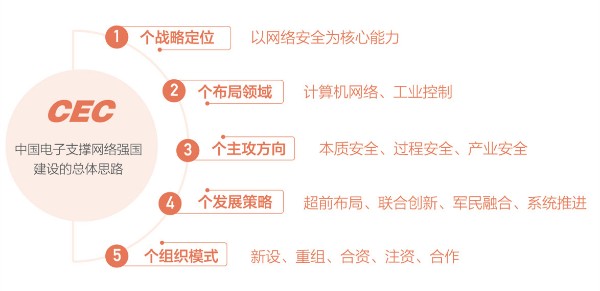 CEC
中国电子支撑网络强国
建设的总体思路
1 个战略定位 以网络安全为核心能力
2 个布局领域 计算机网络、工业控制
3 个主攻方向 本质安全、过程安全、产业安全
4 个发展策略 超前布局、联合创新、军民融合、系统推进
5 个组织模式 新设、重组、合资、注资、合作